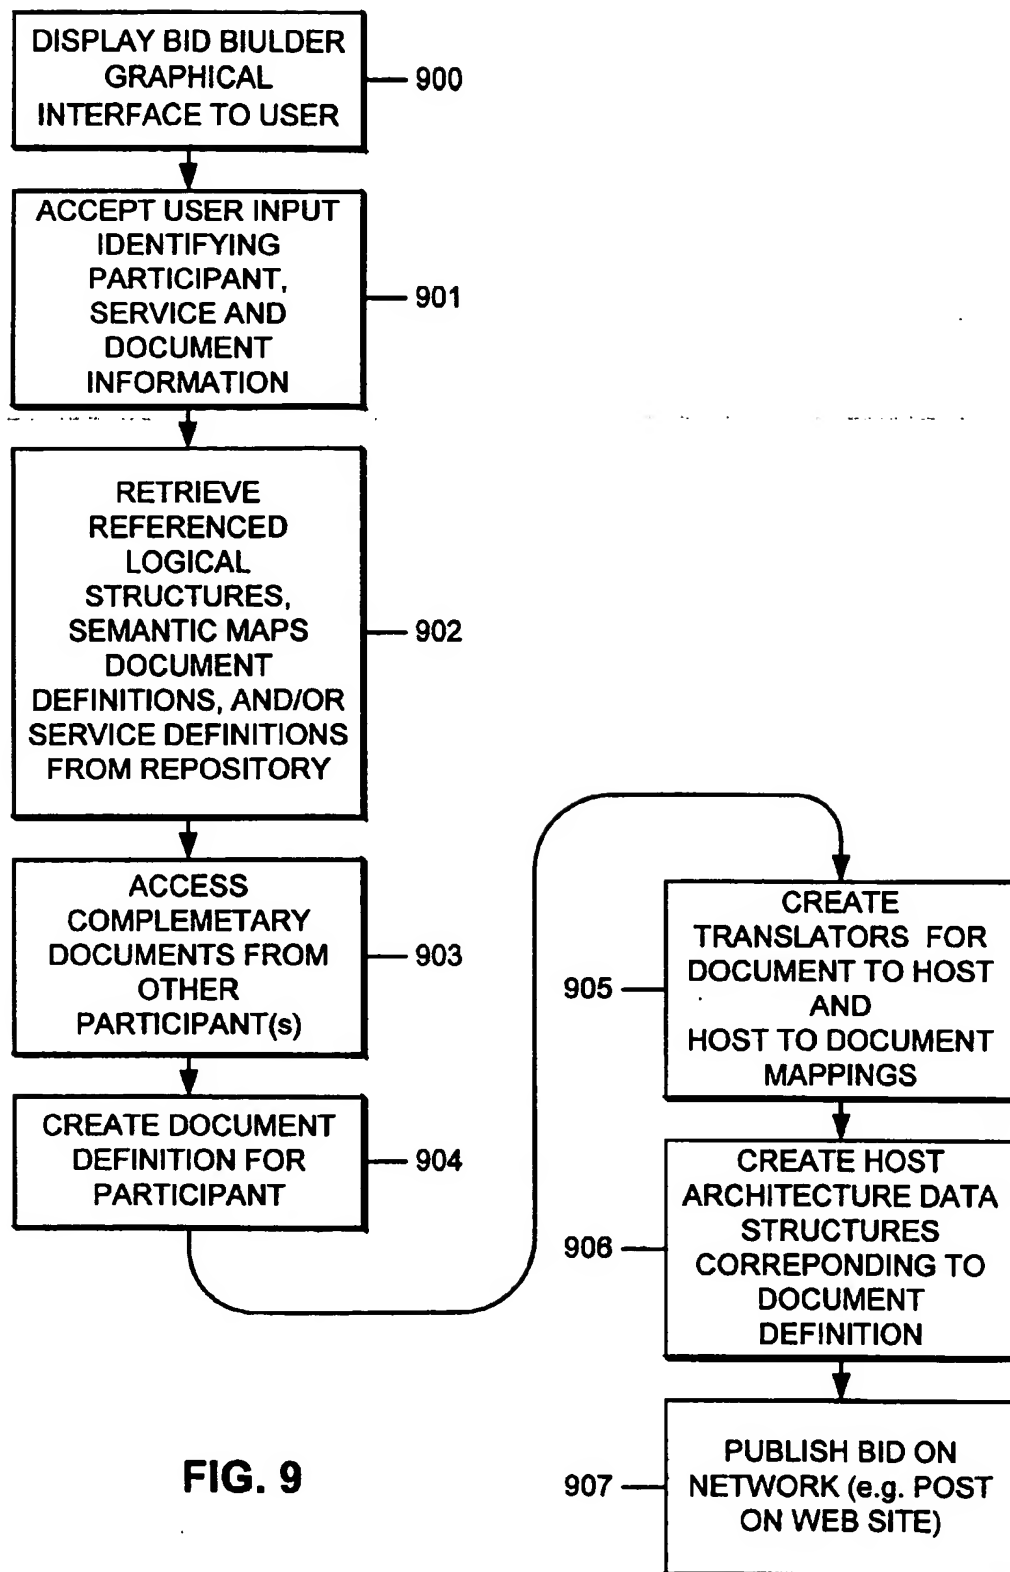 DISPLAY BID BIULDER
GRAPHICAL
INTERFACE TO USER
900
ACCEPT USER INPUT
IDENTIFYING
PARTICIPANT,
SERVICE AND
DOCUMENT
INFORMATION
901
RETRIEVE
REFERENCED
LOGICAL
STRUCTURES,
SEMANTIC MAPS
DOCUMENT
DEFINITIONS, AND/OR
SERVICE DEFINITIONS
FROM REPOSITORY
902
ACCESS
COMPLEMETARY
DOCUMENTS FROM
OTHER
PARTICIPANT(s)
903
CREATE DOCUMENT
DEFINITION FOR
PARTICIPANT
904
CREATE
TRANSLATORS FOR
DOCUMENT TO HOST
AND
HOST TO DOCUMENT
MAPPINGS
905
CREATE HOST
ARCHITECTURE DATA
STRUCTURES
CORREPONDING TO
DOCUMENT
DEFINITION
906
PUBLISH BID ON
NETWORK (e.g. POST
ON WEB SITE)
907
FIG. 9